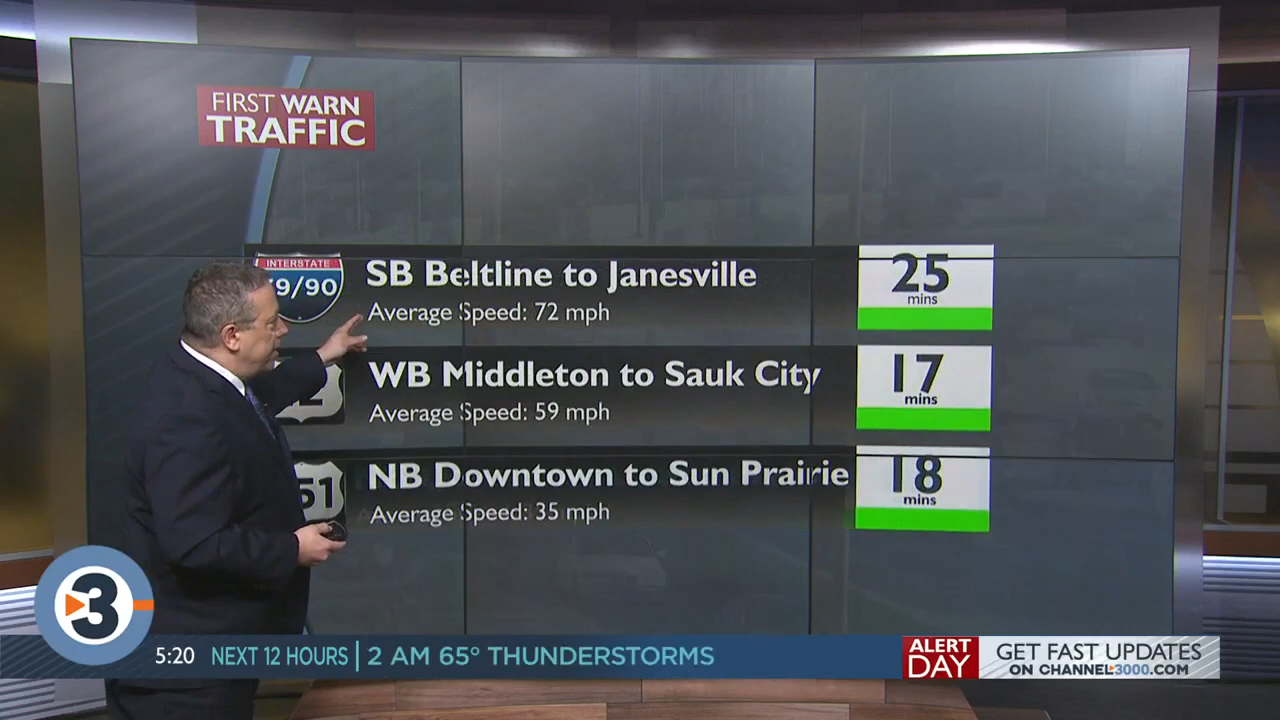 FIRST WARN
TRAFFIC
INTERSTATE
39/90
SB Beltline to Janesville
Average Speed: 72 mph
25
mins
WB Middleton to Sauk City
Average Speed: 59 mph
17
mins
51
NB Downtown to Sun Prairie
Average Speed: 35 mph
18
mins
3
5:20 NEXT 12 HOURS 2 AM 65° THUNDERSTORMS
ALERT
DAY
GET FAST UPDATES
ON CHANNEL3000.COM